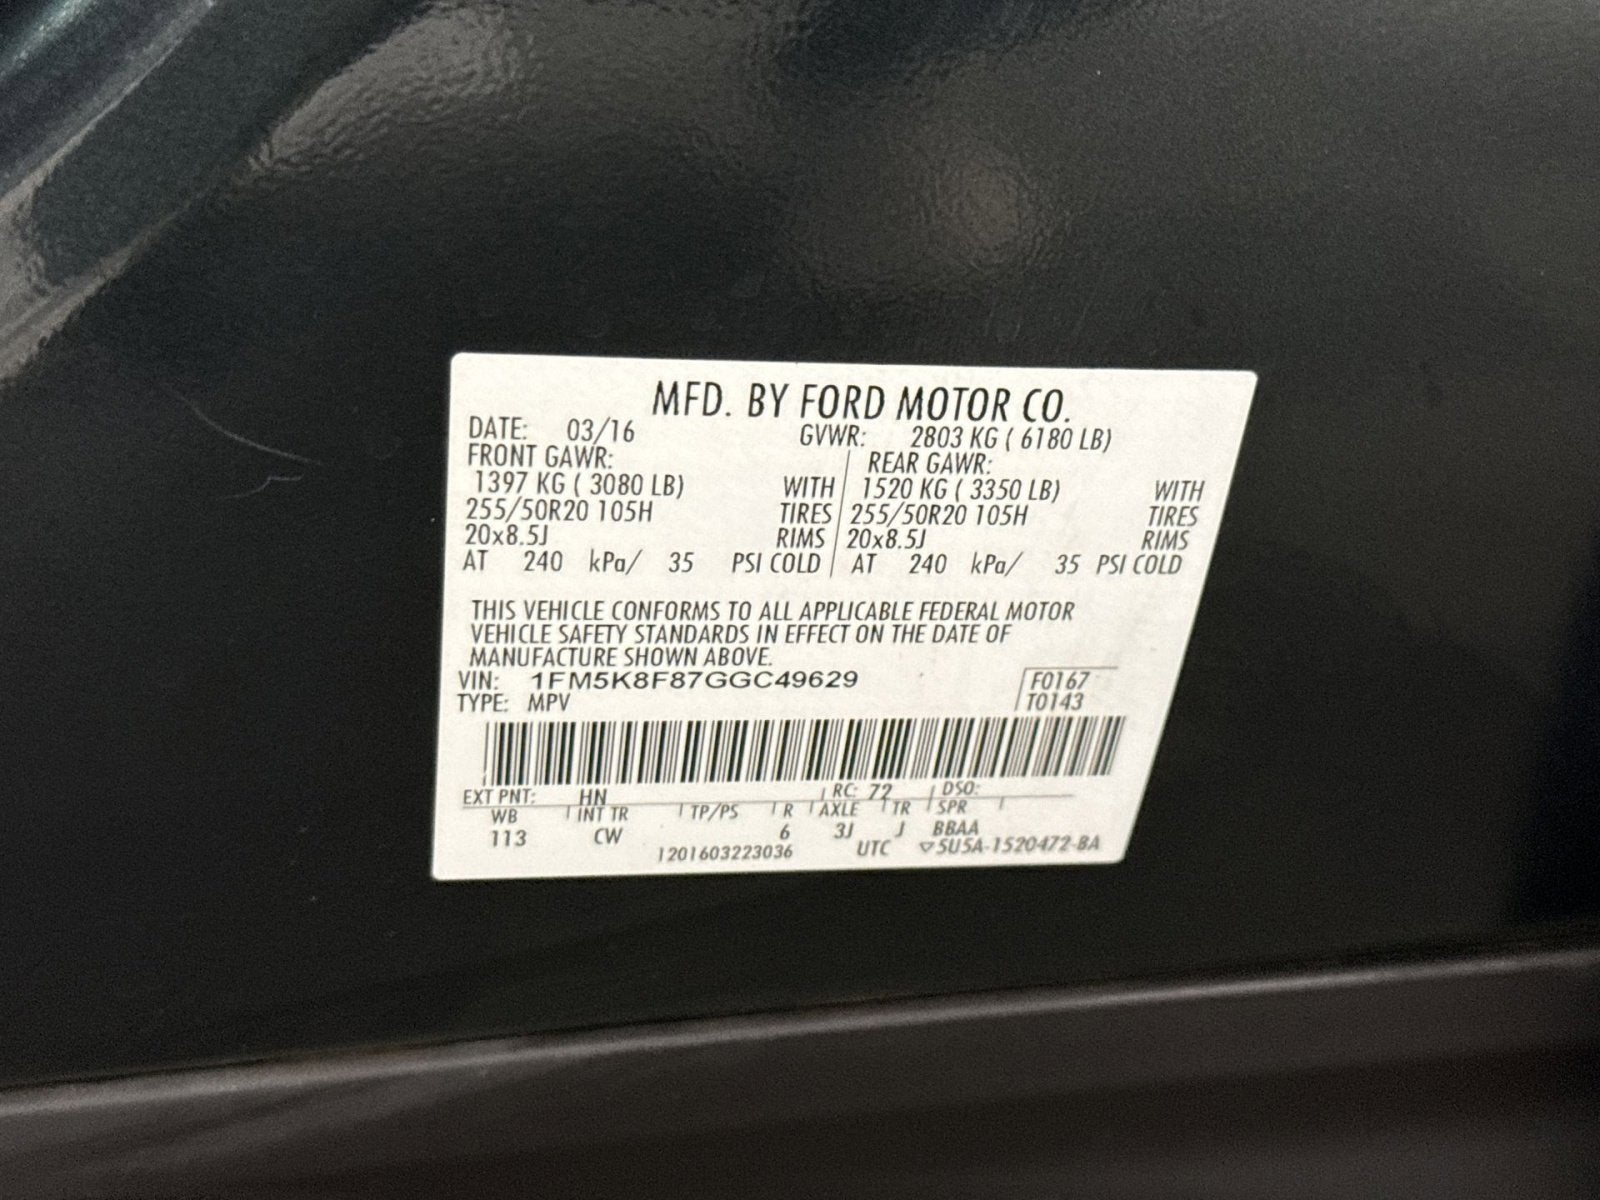 MFD. BY FORD MOTOR CO.
DATE: 03/16 GVWR: 2803 KG ( 6180 LB)
FRONT GAWR: REAR GAWR:
1397 KG ( 3080 LB) WITH 1520 KG ( 3350 LB) WITH
255/50R20 105H TIRES 255/50R20 105H TIRES
20x8.5J RIMS 20x8.5J RIMS
AT 240 kPa/ 35 PSI COLD AT 240 kPa/ 35 PSI COLD
THIS VEHICLE CONFORMS TO ALL APPLICABLE FEDERAL MOTOR
VEHICLE SAFETY STANDARDS IN EFFECT ON THE DATE OF
MANUFACTURE SHOWN ABOVE.
VIN: 1FM5K8F87GGC49629 F0167
TYPE: MPV T0143
EXT PNT: HN RC: 72 DSO:
WB INT TR TP/PS R AXLE TR SPR
113 CW 6 3J J BBAA
1201603223036 UTC ▽5U5A-1520472-BA